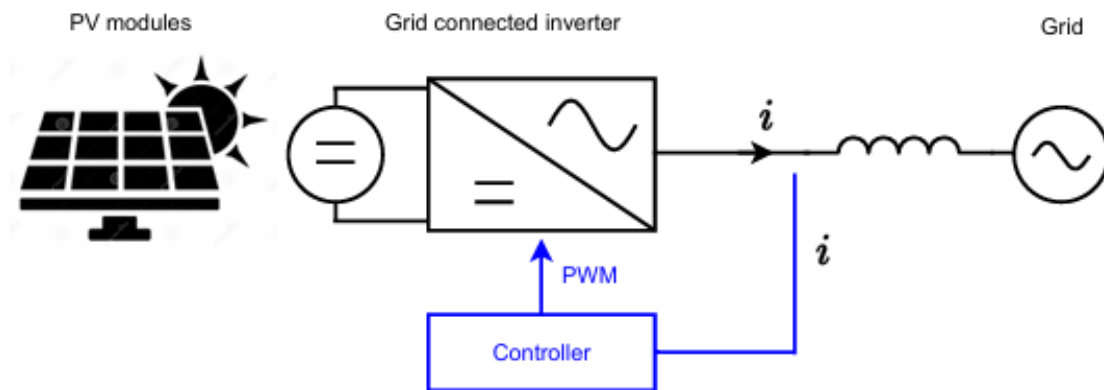 PV modules
Grid connected inverter
Grid
i
i
PWM
Controller